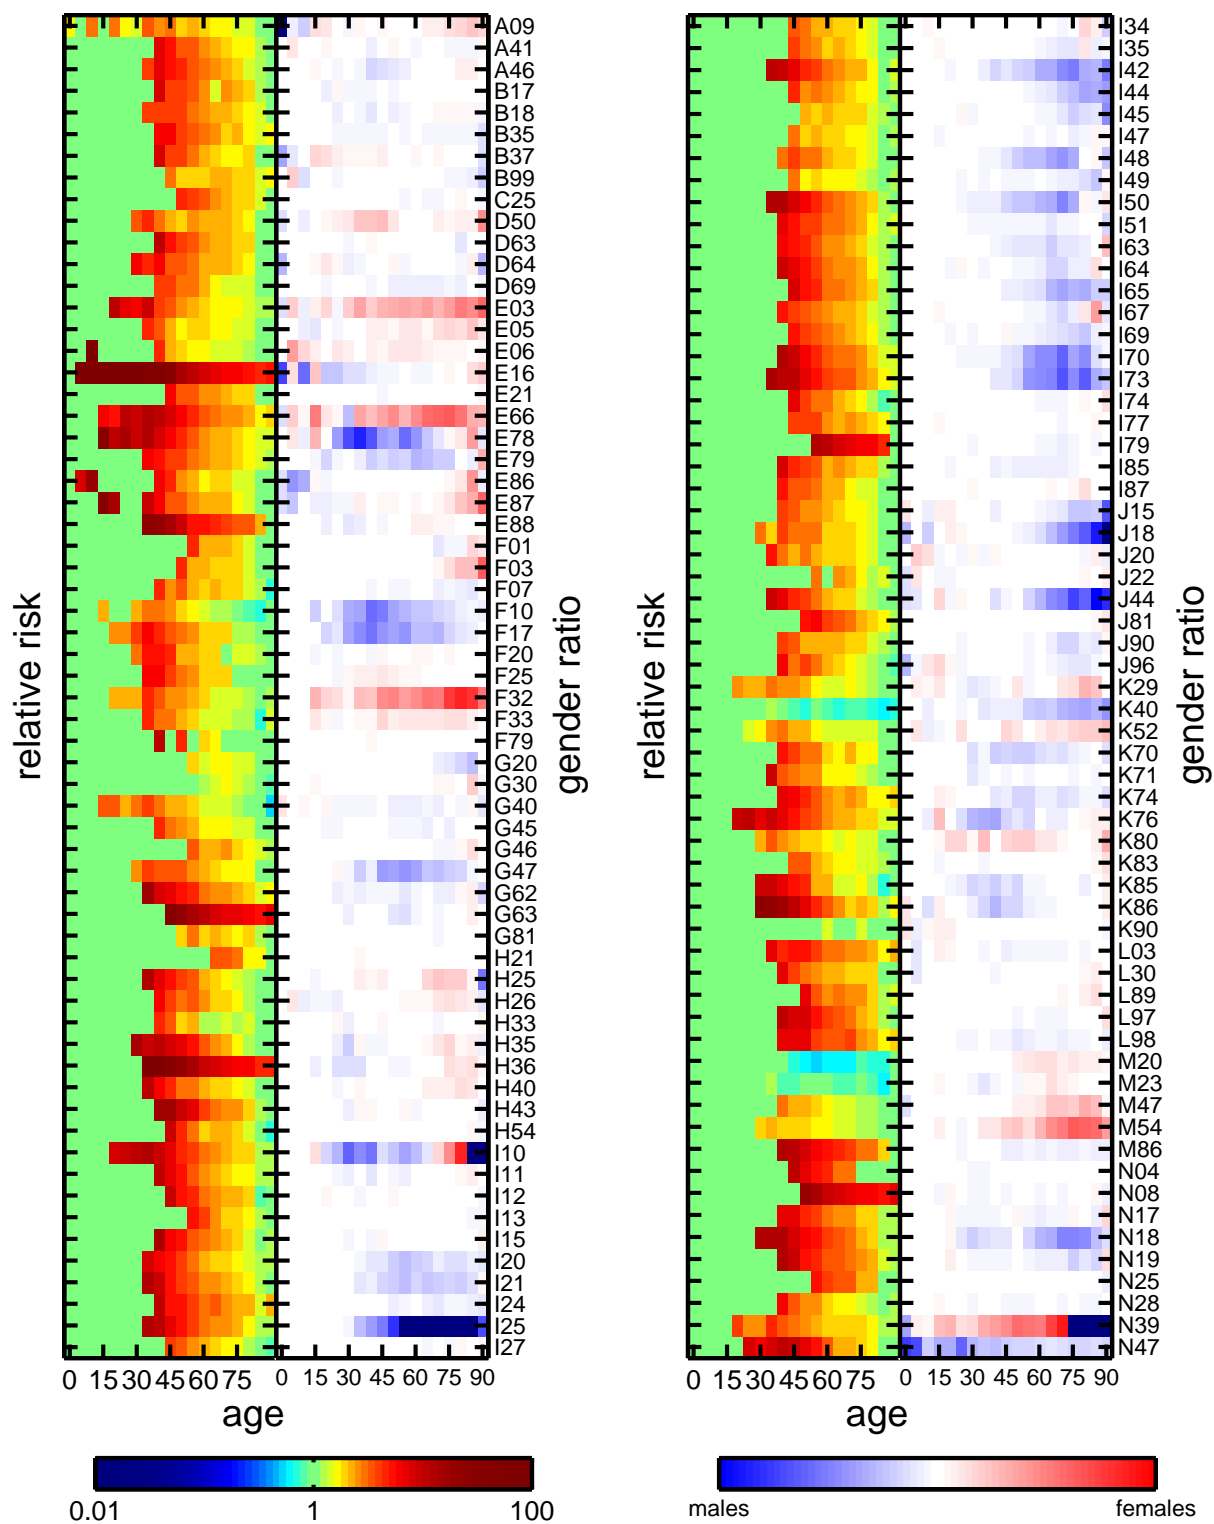 A09
A41
A46
B17
B18
B35
B37
B99
C25
D50
D63
D64
D69
E03
E05
E06
E16
E21
E66
E78
E79
E86
E87
E88
F01
F03
F07
F10
F17
F20
F25
F32
F33
F79
G20
G30
G40
G45
G46
G47
G62
G63
G81
H21
H25
H26
H33
H35
H36
H40
H43
H54
I10
I11
I12
I13
I15
I20
I21
I24
I25
I27
relative risk
gender ratio
0 15 30 45 60 75
0 15 30 45 60 75 90
age
I34
I35
I42
I44
I45
I47
I48
I49
I50
I51
I63
I64
I65
I67
I69
I70
I73
I74
I77
I79
I85
I87
J15
J18
J20
J22
J44
J81
J90
J96
K29
K40
K52
K70
K71
K74
K76
K80
K83
K85
K86
K90
L03
L30
L89
L97
L98
M20
M23
M47
M54
M86
N04
N08
N17
N18
N19
N25
N28
N39
N47
relative risk
gender ratio
0 15 30 45 60 75
0 15 30 45 60 75 90
age
0.01 1 100
males females